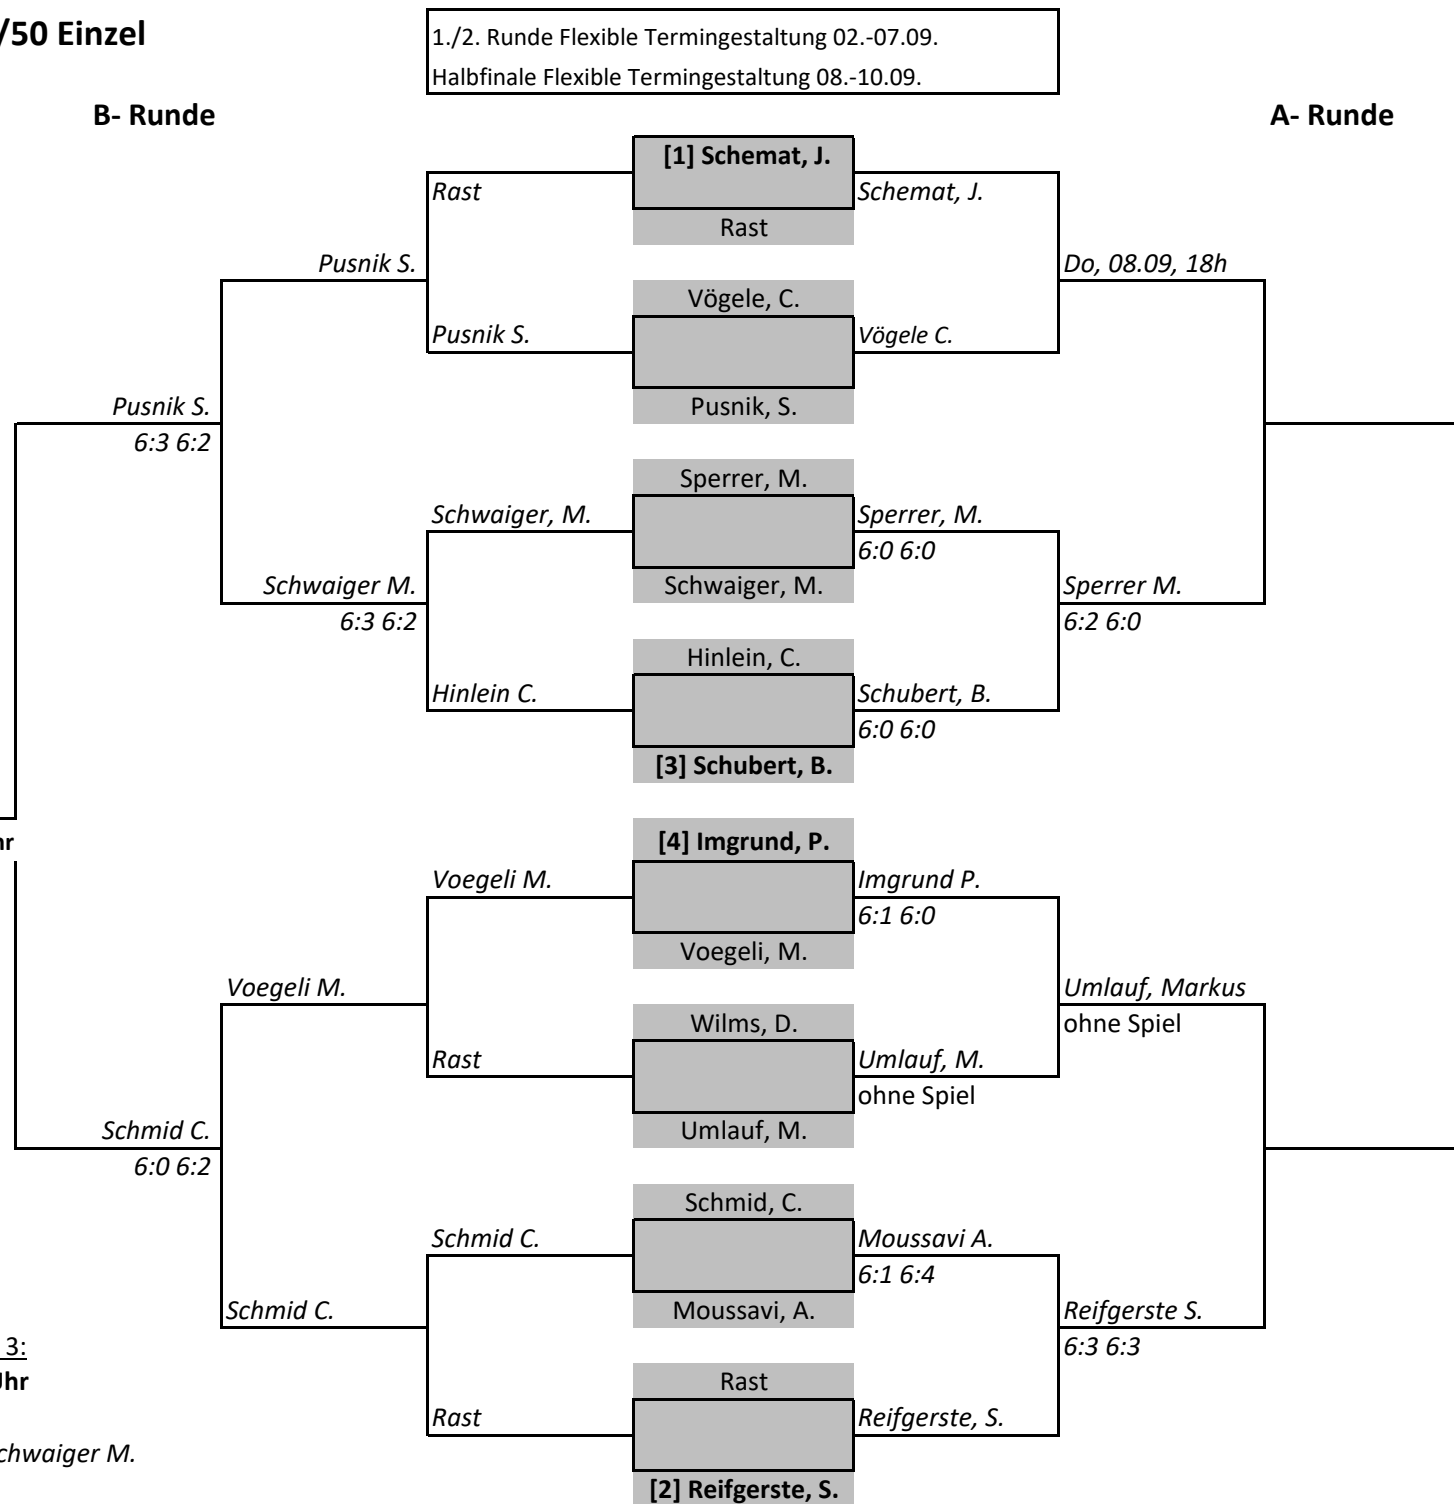 /50 Einzel
1./2. Runde Flexible Termingestaltung 02.-07.09.
Halbfinale Flexible Termingestaltung 08.-10.09.
B- Runde
A- Runde
[1] Schemat, J.
Rast
Schemat, J.
Rast
Pusnik S.
Do, 08.09, 18h
Vögele, C.
Pusnik S.
Vögele C.
Pusnik, S.
Pusnik S.
6:3 6:2
Sperrer, M.
Schwaiger, M.
Sperrer, M.
6:0 6:0
Schwaiger M.
Schwaiger, M.
Sperrer M.
6:3 6:2
6:2 6:0
Hinlein, C.
Hinlein C.
Schubert, B.
6:0 6:0
[3] Schubert, B.
hr
[4] Imgrund, P.
Voegeli M.
Imgrund P.
6:1 6:0
Voegeli, M.
Voegeli M.
Umlauf, Markus
Wilms, D.
ohne Spiel
Rast
Umlauf, M.
ohne Spiel
Schmid C.
Umlauf, M.
6:0 6:2
Schmid, C.
Schmid C.
Moussavi A.
6:1 6:4
Schmid C.
Moussavi, A.
Reifgerste S.
3:
6:3 6:3
Uhr
Rast
Rast
Reifgerste, S.
chwaiger M.
[2] Reifgerste, S.